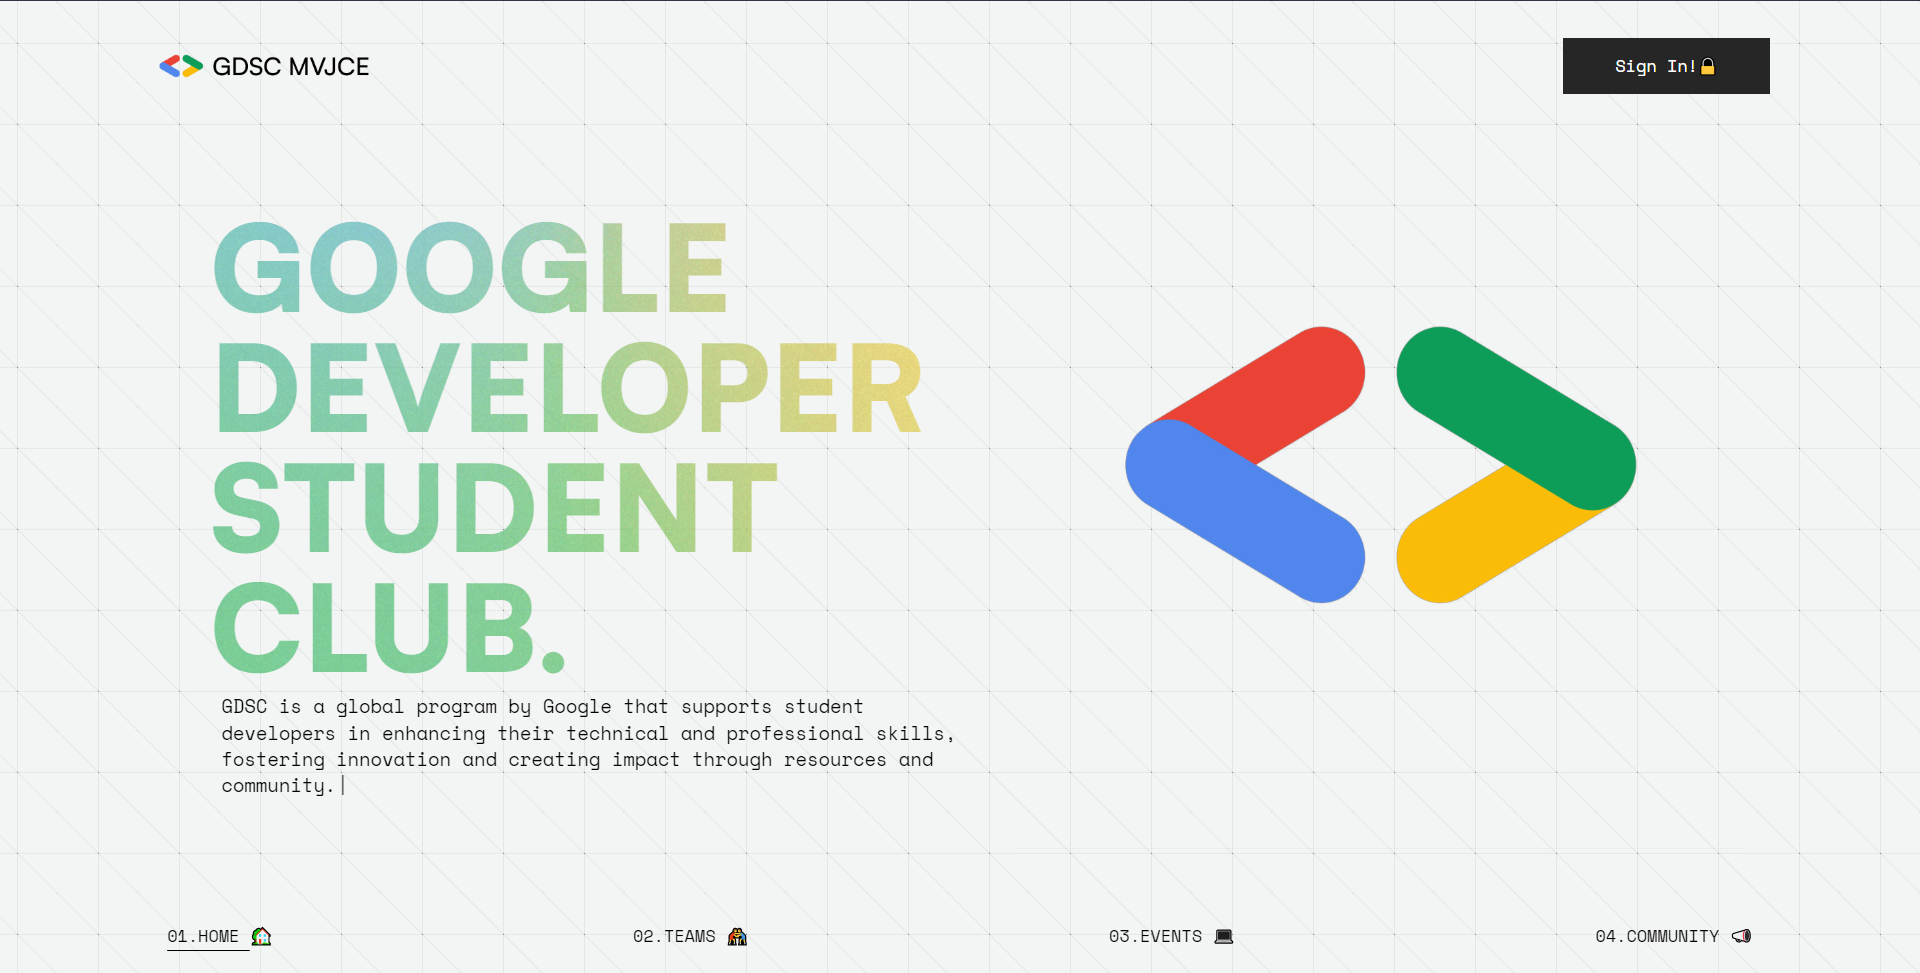 GDSC MVJCE
Sign In!🔒
GOOGLE
DEVELOPER
STUDENT
CLUB.
GDSC is a global program by Google that supports student
developers in enhancing their technical and professional skills,
fostering innovation and creating impact through resources and
community.
01.HOME
02.TEAMS
03.EVENTS
04.COMMUNITY